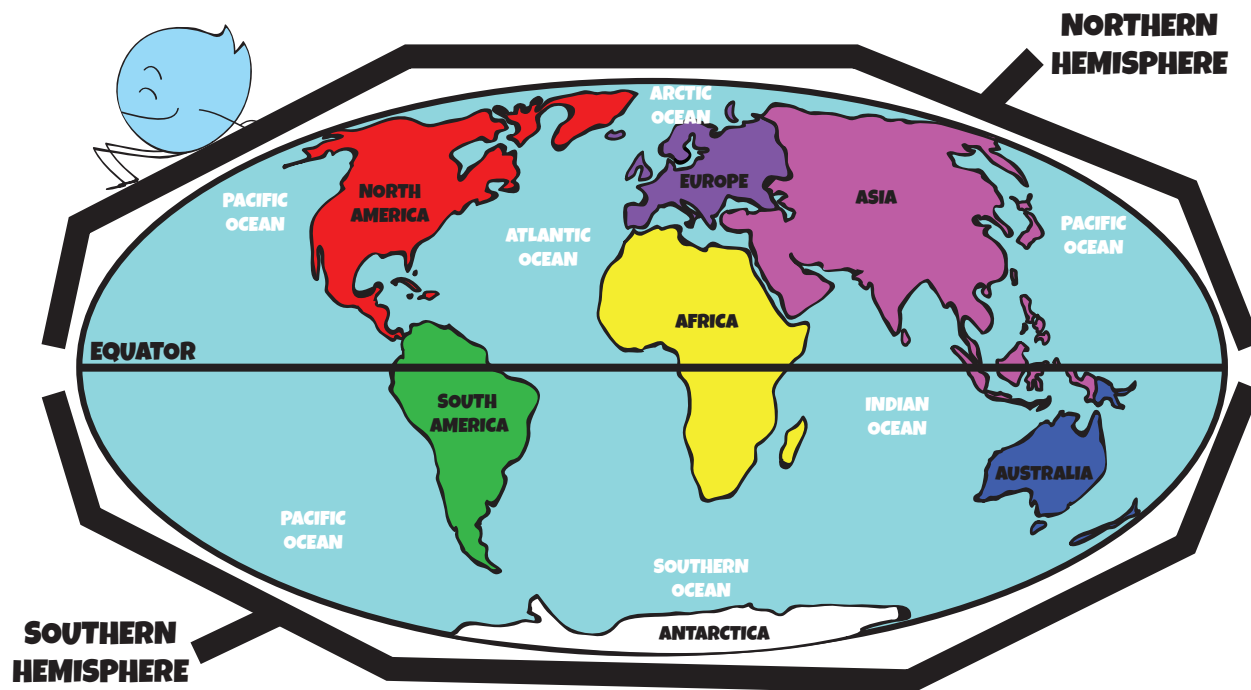 NORTHERN
HEMISPHERE
ARCTIC
OCEAN
NORTH
AMERICA
EUROPE
ASIA
PACIFIC
OCEAN
ATLANTIC
OCEAN
PACIFIC
OCEAN
AFRICA
EQUATOR
SOUTH
AMERICA
INDIAN
OCEAN
AUSTRALIA
PACIFIC
OCEAN
SOUTHERN
OCEAN
ANTARCTICA
SOUTHERN
HEMISPHERE